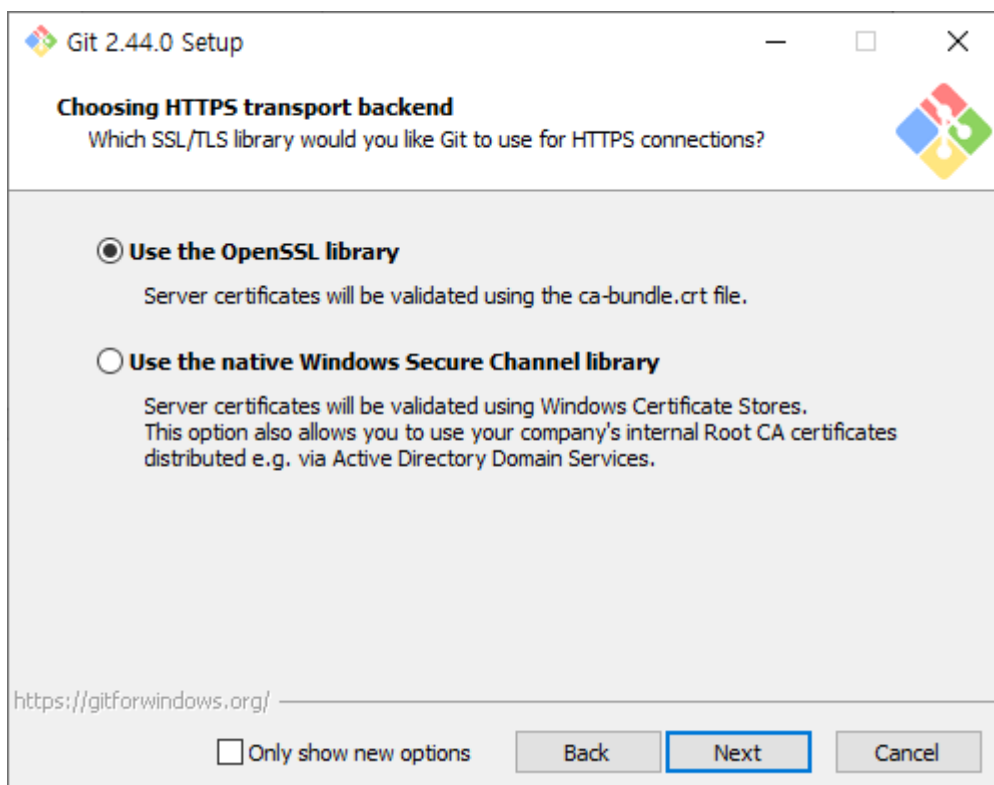 Git 2.44.0 Setup
Choosing HTTPS transport backend
Which SSL/TLS library would you like Git to use for HTTPS connections?
Use the OpenSSL library
Server certificates will be validated using the ca-bundle.crt file.
Use the native Windows Secure Channel library
Server certificates will be validated using Windows Certificate Stores.
This option also allows you to use your company's internal Root CA certificates
distributed e.g. via Active Directory Domain Services.
https://gitforwindows.org/
Only show new options Back Next Cancel